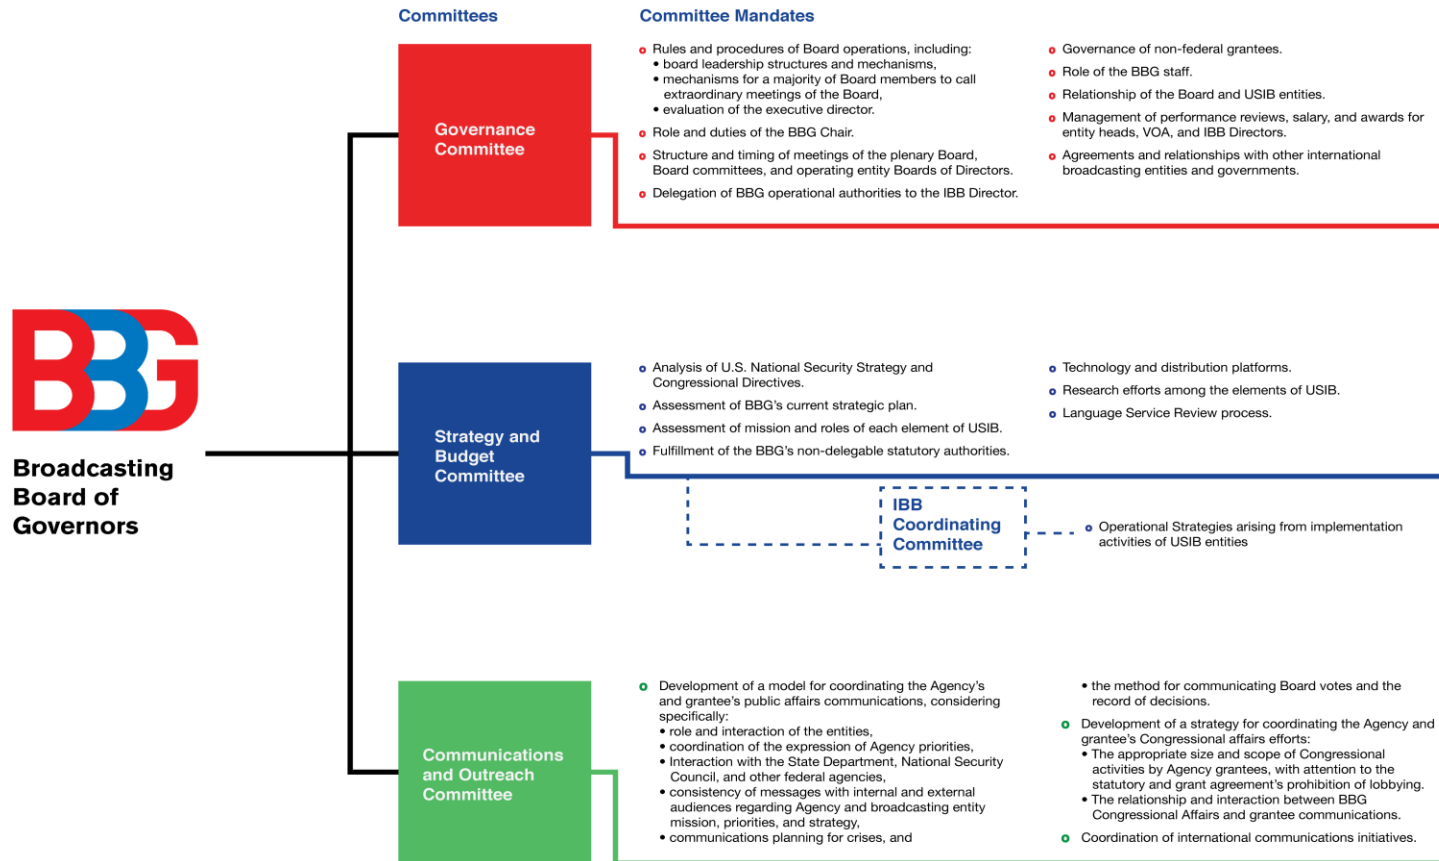 Committees
Committee Mandates
Governance
Committee
Rules and procedures of Board operations, including:
• board leadership structures and mechanisms,
• mechanisms for a majority of Board members to call
extraordinary meetings of the Board,
• evaluation of the executive director.
Role and duties of the BBG Chair.
Structure and timing of meetings of the plenary Board,
Board committees, and operating entity Boards of Directors.
Delegation of BBG operational authorities to the IBB Director.
Governance of non-federal grantees.
Role of the BBG staff.
Relationship of the Board and USIB entities.
Management of performance reviews, salary, and awards for
entity heads, VOA, and IBB Directors.
Agreements and relationships with other international
broadcasting entities and governments.
BBG
Broadcasting
Board of
Governors
Strategy and
Budget
Committee
Analysis of U.S. National Security Strategy and
Congressional Directives.
Assessment of BBG's current strategic plan.
Assessment of mission and roles of each element of USIB.
Fulfillment of the BBG's non-delegable statutory authorities.
Technology and distribution platforms.
Research efforts among the elements of USIB.
Language Service Review process.
IBB
Coordinating
Committee
Operational Strategies arising from implementation
activities of USIB entities
Communications
and Outreach
Committee
Development of a model for coordinating the Agency's
and grantee's public affairs communications, considering
specifically:
• role and interaction of the entities,
• coordination of the expression of Agency priorities,
• Interaction with the State Department, National Security
Council, and other federal agencies,
• consistency of messages with internal and external
audiences regarding Agency and broadcasting entity
mission, priorities, and strategy,
• communications planning for crises, and
• the method for communicating Board votes and the
record of decisions.
Development of a strategy for coordinating the Agency and
grantee's Congressional affairs efforts:
• The appropriate size and scope of Congressional
activities by Agency grantees, with attention to the
statutory and grant agreement's prohibition of lobbying.
• The relationship and interaction between BBG
Congressional Affairs and grantee communications.
Coordination of international communications initiatives.